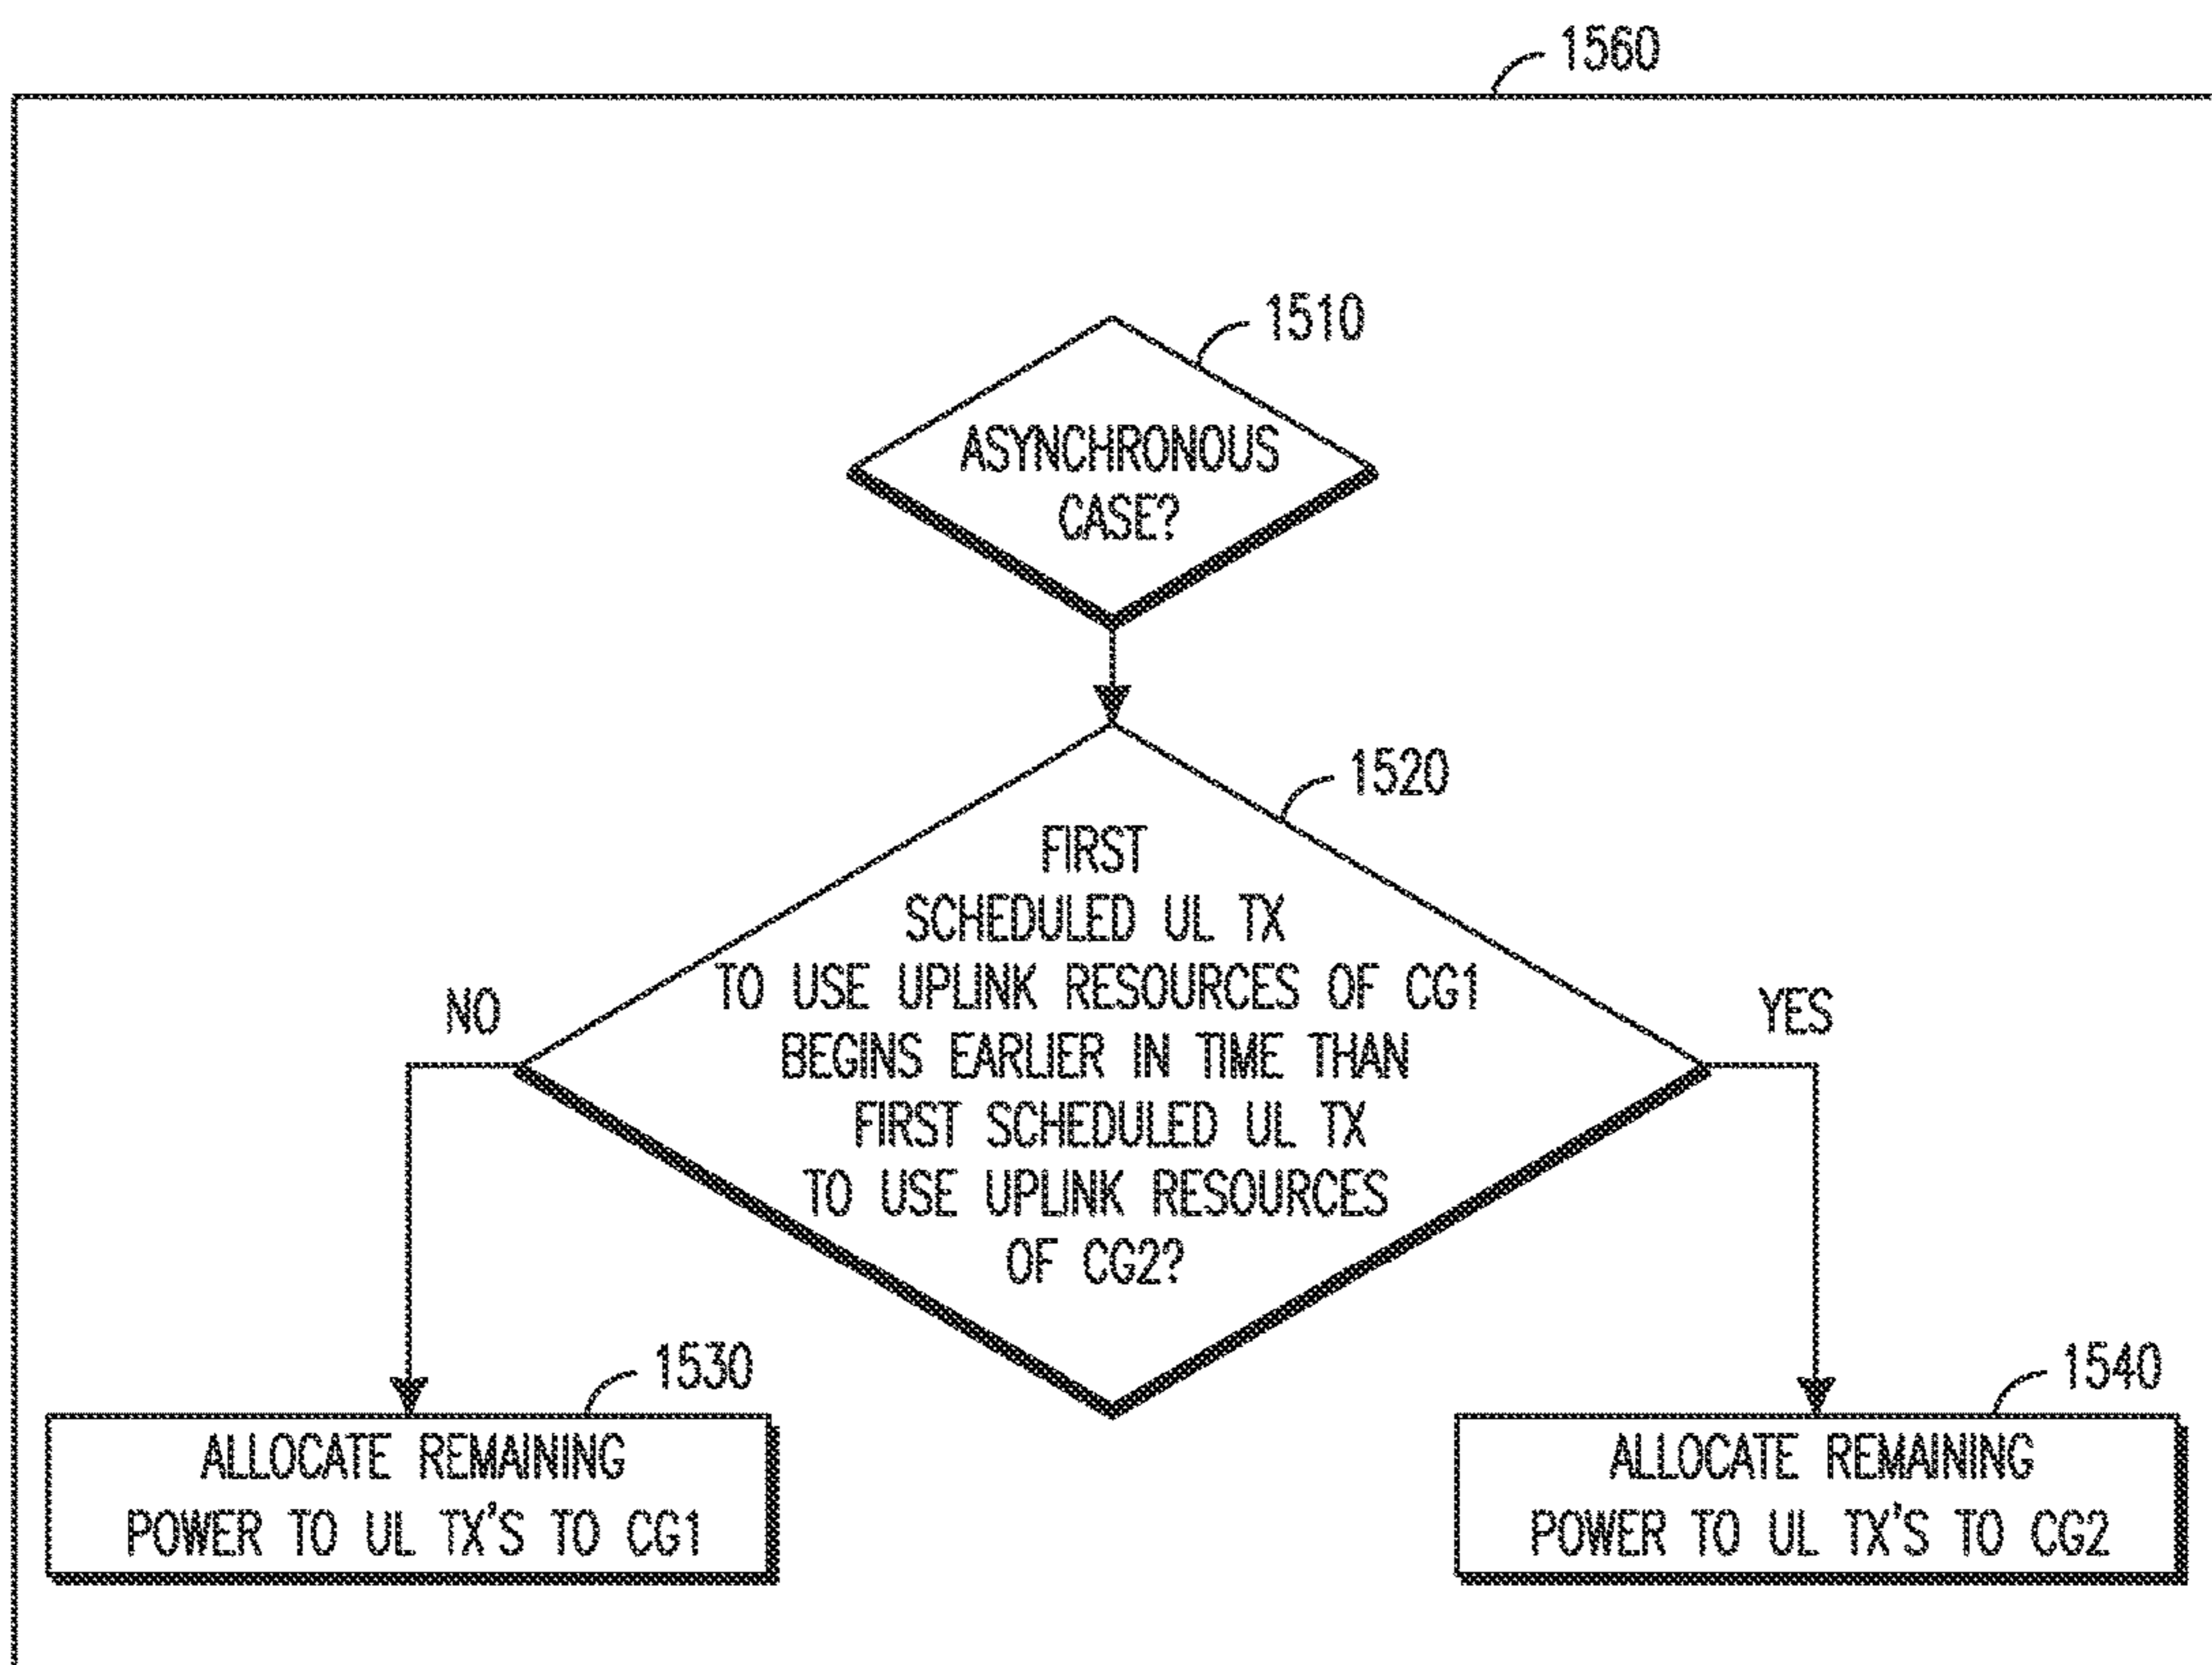 1560
1510
ASYNCHRONOUS
CASE?
1520
FIRST
SCHEDULED UL TX
TO USE UPLINK RESOURCES OF CG1
BEGINS EARLIER IN TIME THAN
FIRST SCHEDULED UL TX
TO USE UPLINK RESOURCES
OF CG2?
NO
YES
1530
ALLOCATE REMAINING
POWER TO UL TX'S TO CG1
1540
ALLOCATE REMAINING
POWER TO UL TX'S TO CG2